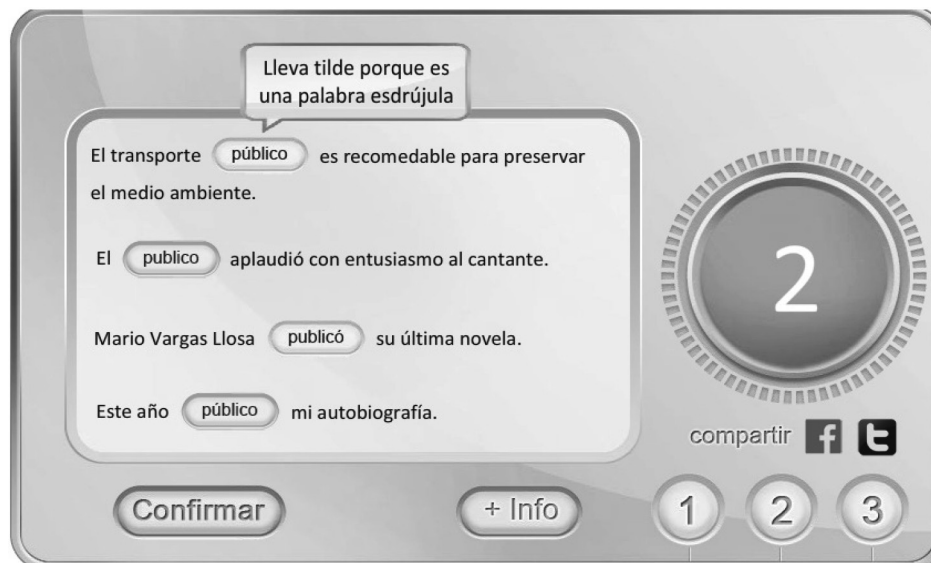 Lleva tilde porque es
una palabra esdrújula
El transporte público es recomedable para preservar
el medio ambiente.
El publico aplaudió con entusiasmo al cantante.
Mario Vargas Llosa publicó su última novela.
Este año público mi autobiografía.
2
compartir f t
Confirmar + Info 1 2 3